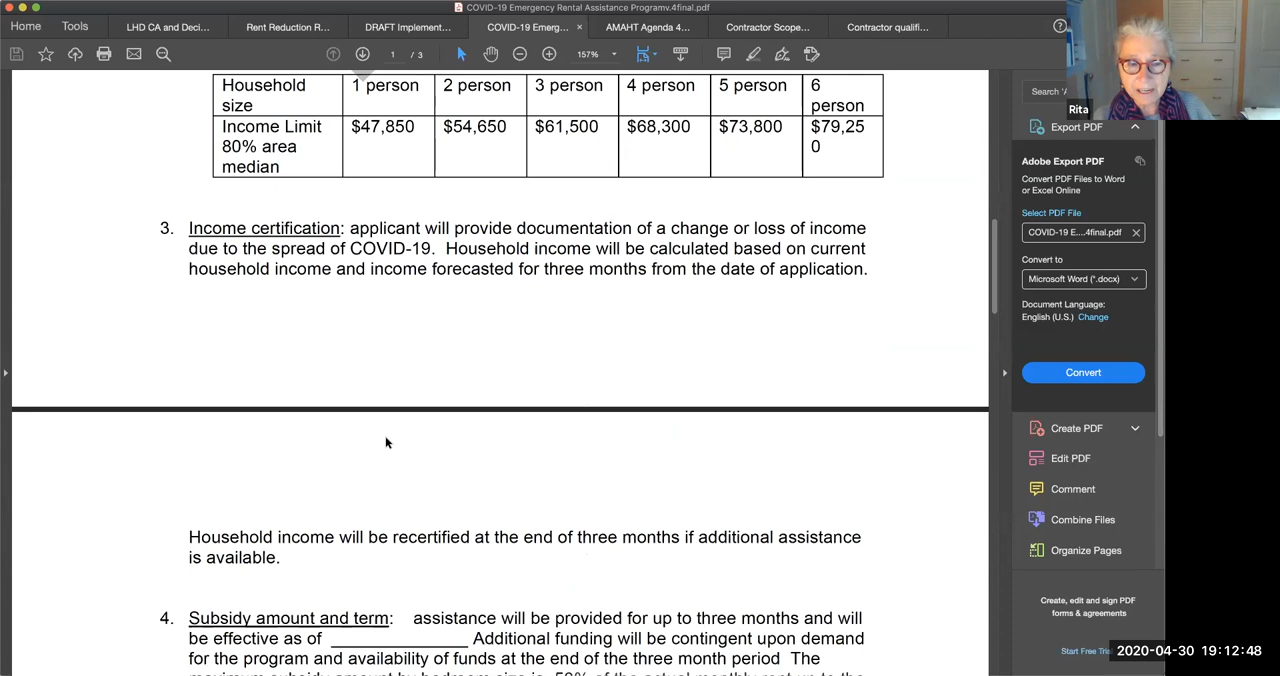 COVID-19 Emergency Rental Assistance Programv.4final.pdf
Home Tools LHD CA and Deci... Rent Reduction R... DRAFT Implement... COVID-19 Emerg... × AMAHT Agenda 4... Contractor Scope... Contractor qualifi...
1 / 3 157%
Household size 1 person 2 person 3 person 4 person 5 person 6 person
Income Limit 80% area median $47,850 $54,650 $61,500 $68,300 $73,800 $79,250
3. Income certification: applicant will provide documentation of a change or loss of income
due to the spread of COVID-19. Household income will be calculated based on current
household income and income forecasted for three months from the date of application.
Household income will be recertified at the end of three months if additional assistance
is available.
4. Subsidy amount and term: assistance will be provided for up to three months and will
be effective as of ______________ Additional funding will be contingent upon demand
for the program and availability of funds at the end of the three month period The
Rita
Search 'A
Export PDF
Adobe Export PDF
Convert PDF Files to Word
or Excel Online
Select PDF File
COVID-19 E....4final.pdf
Convert to
Microsoft Word (*.docx)
Document Language:
English (U.S.) Change
Convert
Create PDF
Edit PDF
Comment
Combine Files
Organize Pages
Create, edit and sign PDF
forms & agreements
Start Free Trial
2020-04-30 19:12:48